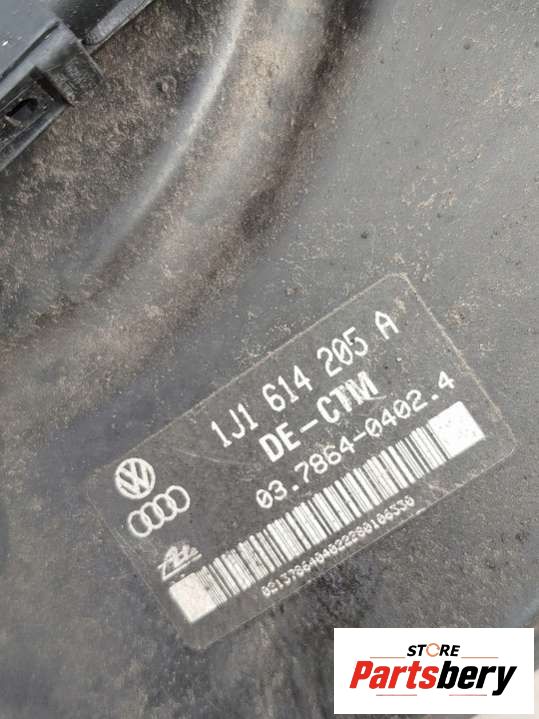 1J1 614 205 A
DE-CTM
03.7864-0402.4
STORE
Partsbery